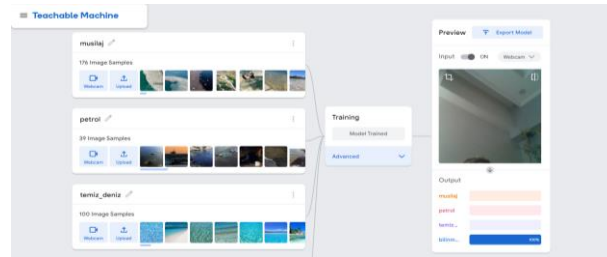 Teachable Machine
musilaj
176 Image Samples
Webcam
Upload
petrol
39 Image Samples
Webcam
Upload
temiz_deniz
100 Image Samples
Webcam
Upload
Training
Model Trained
Advanced
Preview
Export Model
Input
ON
Webcam
Output
musilaj
petrol
temiz...